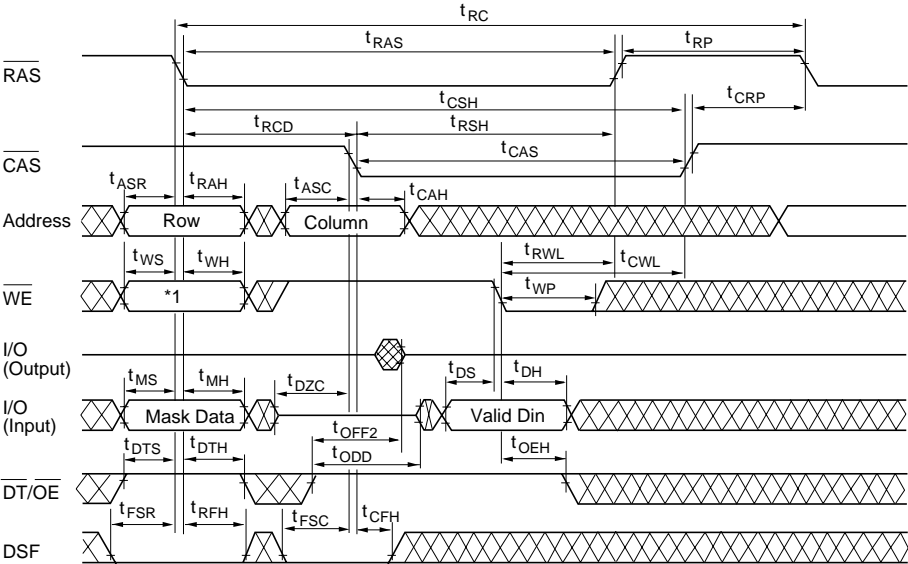 tRC
tRAS tRP
RAS
tCSH tCRP
tRCD tRSH
CAS tCAS
tASR tRAH tASC tCAH
Address Row Column
tWS tWH tRWL tCWL
WE *1 tWP
I/O
(Output)
tMS tMH tDZC tDS tDH
I/O
(Input) Mask Data Valid Din
tOFF2
tDTS tDTH tODD tOEH
DT/OE
tFSR tRFH tFSC tCFH
DSF